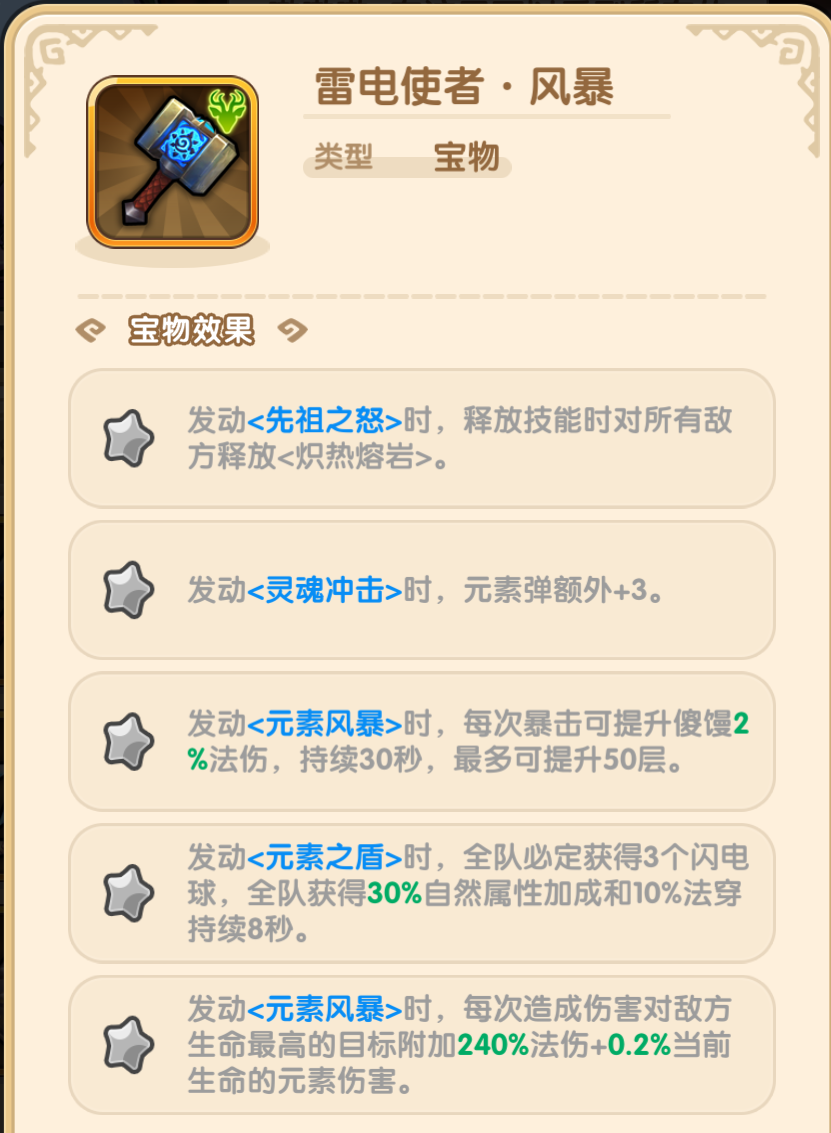 雷电使者·风暴
类型 宝物
宝物效果
发动<先祖之怒>时，释放技能时对所有敌
方释放<炽热熔岩>。
发动<灵魂冲击>时，元素弹额外+3。
发动<元素风暴>时，每次暴击可提升傻馒2
%法伤，持续30秒，最多可提升50层。
发动<元素之盾>时，全队必定获得3个闪电
球，全队获得30%自然属性加成和10%法穿
持续8秒。
发动<元素风暴>时，每次造成伤害对敌方
生命最高的目标附加240%法伤+0.2%当前
生命的元素伤害。